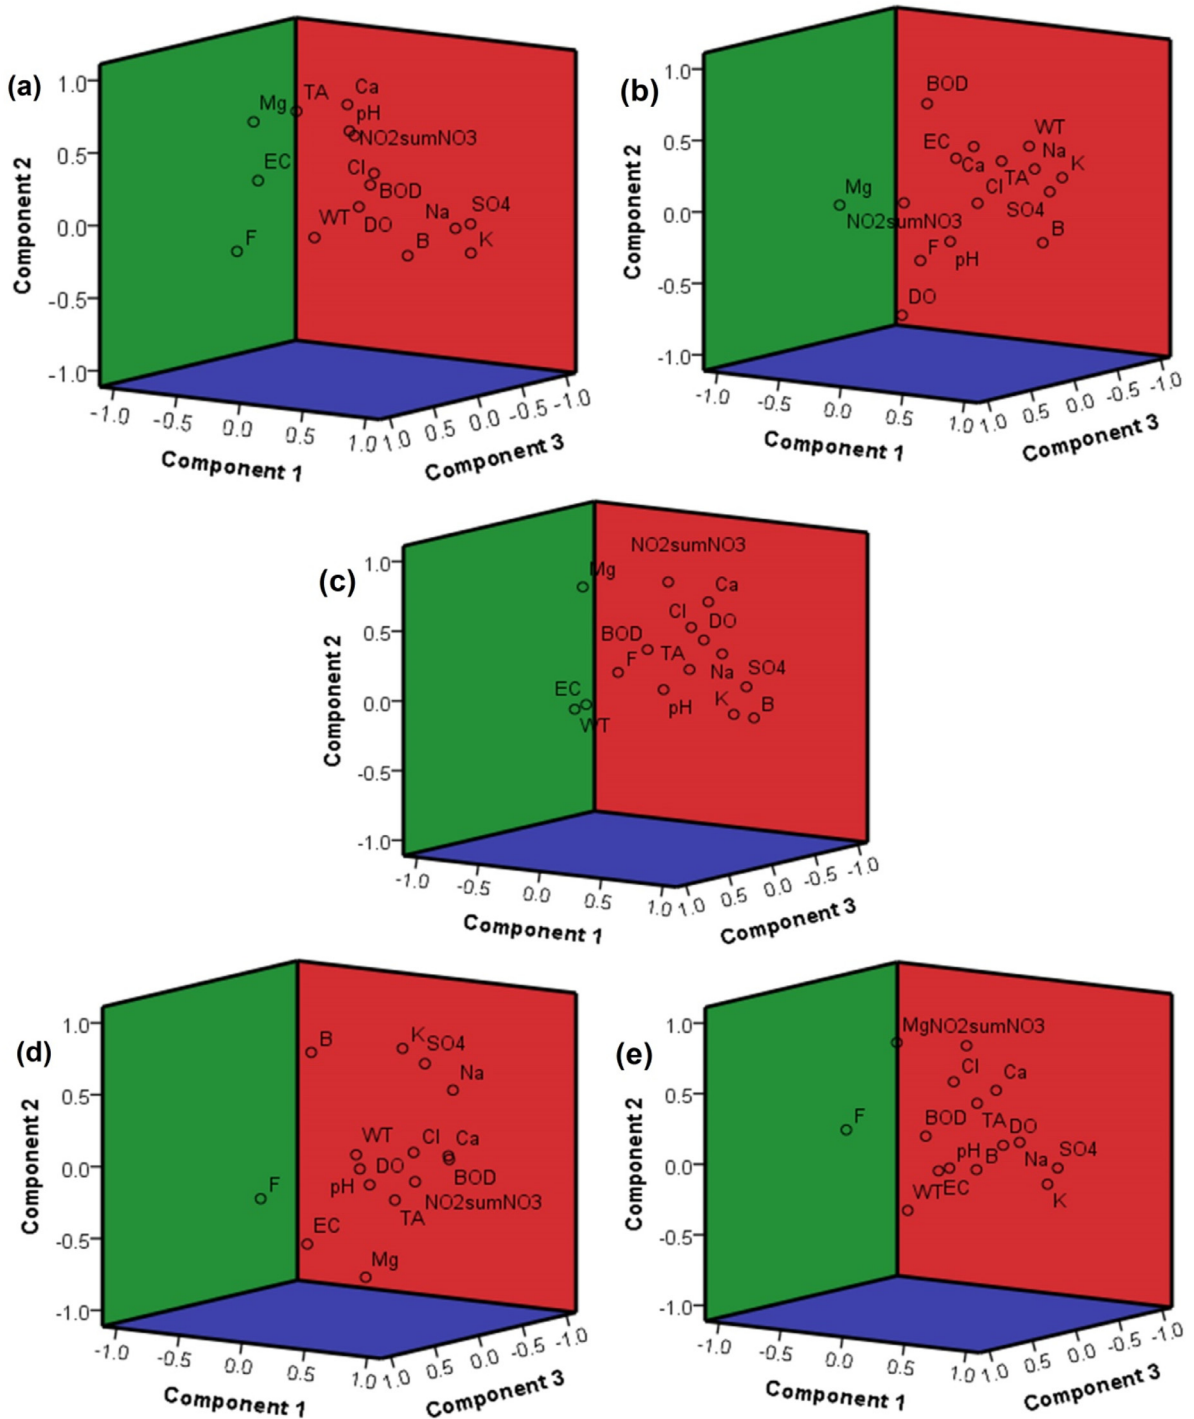 (a)
Component 2
1.0
0.5
0.0
-0.5
-1.0
Ca
TA
Mg
pH
NO2sumNO3
EC
Cl
BOD
SO4
WT
DO
Na
F
B
K
-1.0 -0.5 0.0 0.5 1.0
1.0 0.5 0.0 -0.5 -1.0
Component 1
Component 3
(b)
Component 2
1.0
0.5
0.0
-0.5
-1.0
BOD
WT
EC
Na
Ca
K
TA
Mg
Cl
SO4
NO2sumNO3
B
F
pH
DO
-1.0 -0.5 0.0 0.5 1.0
1.0 0.5 0.0 -0.5 -1.0
Component 1
Component 3
(c)
Component 2
1.0
0.5
0.0
-0.5
-1.0
NO2sumNO3
Mg
Ca
Cl
DO
BOD
F
TA
Na
SO4
EC
K
B
pH
WT
-1.0 -0.5 0.0 0.5 1.0
1.0 0.5 0.0 -0.5 -1.0
Component 1
Component 3
(d)
Component 2
1.0
0.5
0.0
-0.5
-1.0
B
K
SO4
Na
WT
Cl
Ca
DO
BOD
pH
F
NO2sumNO3
TA
EC
Mg
-1.0 -0.5 0.0 0.5 1.0
1.0 0.5 0.0 -0.5 -1.0
Component 1
Component 3
(e)
Component 2
1.0
0.5
0.0
-0.5
-1.0
MgNO2sumNO3
Cl
Ca
F
BOD
TA
DO
pH
B
Na
SO4
WT
EC
K
-1.0 -0.5 0.0 0.5 1.0
1.0 0.5 0.0 -0.5 -1.0
Component 1
Component 3